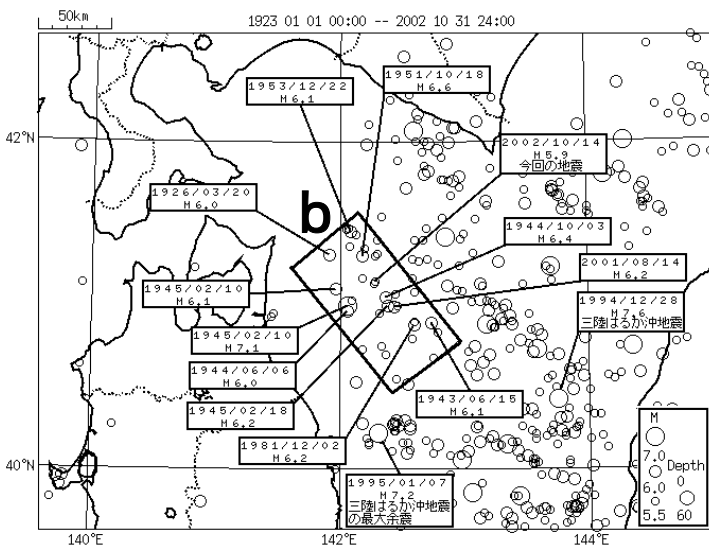 50km
1923 01 01 00:00 -- 2002 10 31 24:00
1953/12/22
M6.1
1951/10/18
M6.6
42°N
2002/10/14
M5.9
今回の地震
1926/03/20
M6.0
b
1944/10/03
M6.4
2001/08/14
M6.2
1945/02/10
M6.1
1994/12/28
M7.6
三陸はるか沖地震
1945/02/10
M7.1
1944/06/06
M6.0
1945/02/18
M6.2
1943/06/15
M6.1
1981/12/02
M6.2
40°N
1995/01/07
M7.2
三陸はるか沖地震
の最大余震
M
7.0
6.0
5.5
Depth
0
60
140°E
142°E
144°E